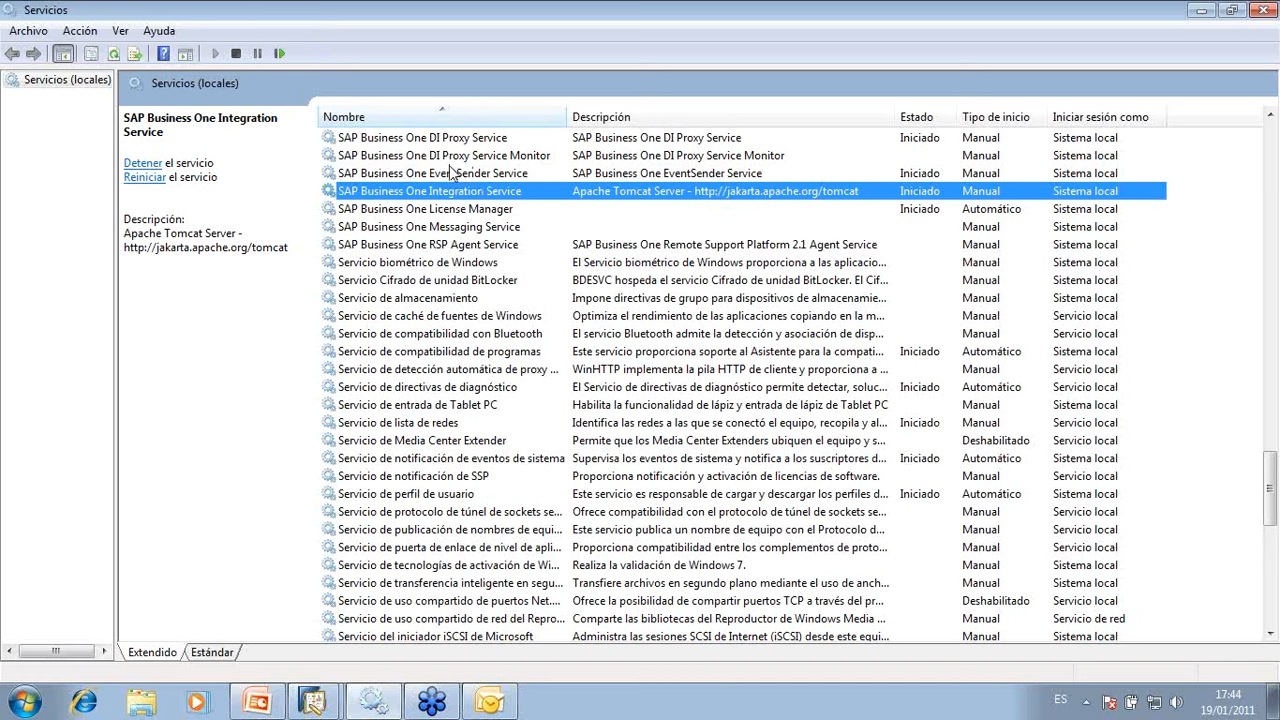 Servicios
Archivo Acción Ver Ayuda
Servicios (locales)
Servicios (locales)
SAP Business One Integration
Service
Detener el servicio
Reiniciar el servicio
Descripción:
Apache Tomcat Server -
http://jakarta.apache.org/tomcat
Nombre Descripción Estado Tipo de inicio Iniciar sesión como
SAP Business One DI Proxy Service SAP Business One DI Proxy Service Iniciado Manual Sistema local
SAP Business One DI Proxy Service Monitor SAP Business One DI Proxy Service Monitor Manual Sistema local
SAP Business One EventSender Service SAP Business One EventSender Service Iniciado Manual Sistema local
SAP Business One Integration Service Apache Tomcat Server - http://jakarta.apache.org/tomcat Iniciado Manual Sistema local
SAP Business One License Manager Iniciado Automático Sistema local
SAP Business One Messaging Service Manual Sistema local
SAP Business One RSP Agent Service SAP Business One Remote Support Platform 2.1 Agent Service Manual Sistema local
Servicio biométrico de Windows El Servicio biométrico de Windows proporciona a las aplicacio... Manual Sistema local
Servicio Cifrado de unidad BitLocker BDESVC hospeda el servicio Cifrado de unidad BitLocker. El Cif... Manual Sistema local
Servicio de almacenamiento Impone directivas de grupo para dispositivos de almacenamie... Manual Sistema local
Servicio de caché de fuentes de Windows Optimiza el rendimiento de las aplicaciones copiando en la m... Manual Servicio local
Servicio de compatibilidad con Bluetooth El servicio Bluetooth admite la detección y asociación de disp... Manual Servicio local
Servicio de compatibilidad de programas Este servicio proporciona soporte al Asistente para la compati... Iniciado Automático Sistema local
Servicio de detección automática de proxy ... WinHTTP implementa la pila HTTP de cliente y proporciona a ... Manual Servicio local
Servicio de directivas de diagnóstico El Servicio de directivas de diagnóstico permite detectar, soluc... Iniciado Automático Servicio local
Servicio de entrada de Tablet PC Habilita la funcionalidad de lápiz y entrada de lápiz de Tablet PC Manual Sistema local
Servicio de lista de redes Identifica las redes a las que se conectó el equipo, recopila y al... Iniciado Manual Servicio local
Servicio de Media Center Extender Permite que los Media Center Extenders ubiquen el equipo y s... Deshabilitado Servicio local
Servicio de notificación de eventos de sistema Supervisa los eventos de sistema y notifica a los suscriptores d... Iniciado Automático Sistema local
Servicio de notificación de SSP Proporciona notificación y activación de licencias de software. Manual Servicio local
Servicio de perfil de usuario Este servicio es responsable de cargar y descargar los perfiles d... Iniciado Automático Sistema local
Servicio de protocolo de túnel de sockets se... Ofrece compatibilidad con el protocolo de túnel de sockets se... Manual Servicio local
Servicio de publicación de nombres de equi... Este servicio publica un nombre de equipo con el Protocolo d... Manual Servicio local
Servicio de puerta de enlace de nivel de apli... Proporciona compatibilidad entre los complementos de proto... Manual Servicio local
Servicio de tecnologías de activación de Wi... Realiza la validación de Windows 7. Manual Sistema local
Servicio de transferencia inteligente en segu... Transfiere archivos en segundo plano mediante el uso de anch... Manual Sistema local
Servicio de uso compartido de puertos Net.... Ofrece la posibilidad de compartir puertos TCP a través del pr... Deshabilitado Servicio local
Servicio de uso compartido de red del Repro... Comparte las bibliotecas del Reproductor de Windows Media ... Manual Servicio de red
Servicio del iniciador iSCSI de Microsoft Administra las sesiones SCSI de Internet (iSCSI) desde este equi... Manual Sistema local
Extendido Estándar
ES
17:44
19/01/2011